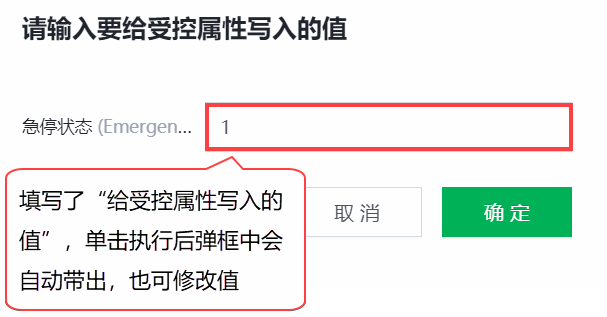 请输入要给受控属性写入的值
急停状态 (Emergen...
1
填写了“给受控属性写入的
值”，单击执行后弹框中会
自动带出，也可修改值
取 消
确 定